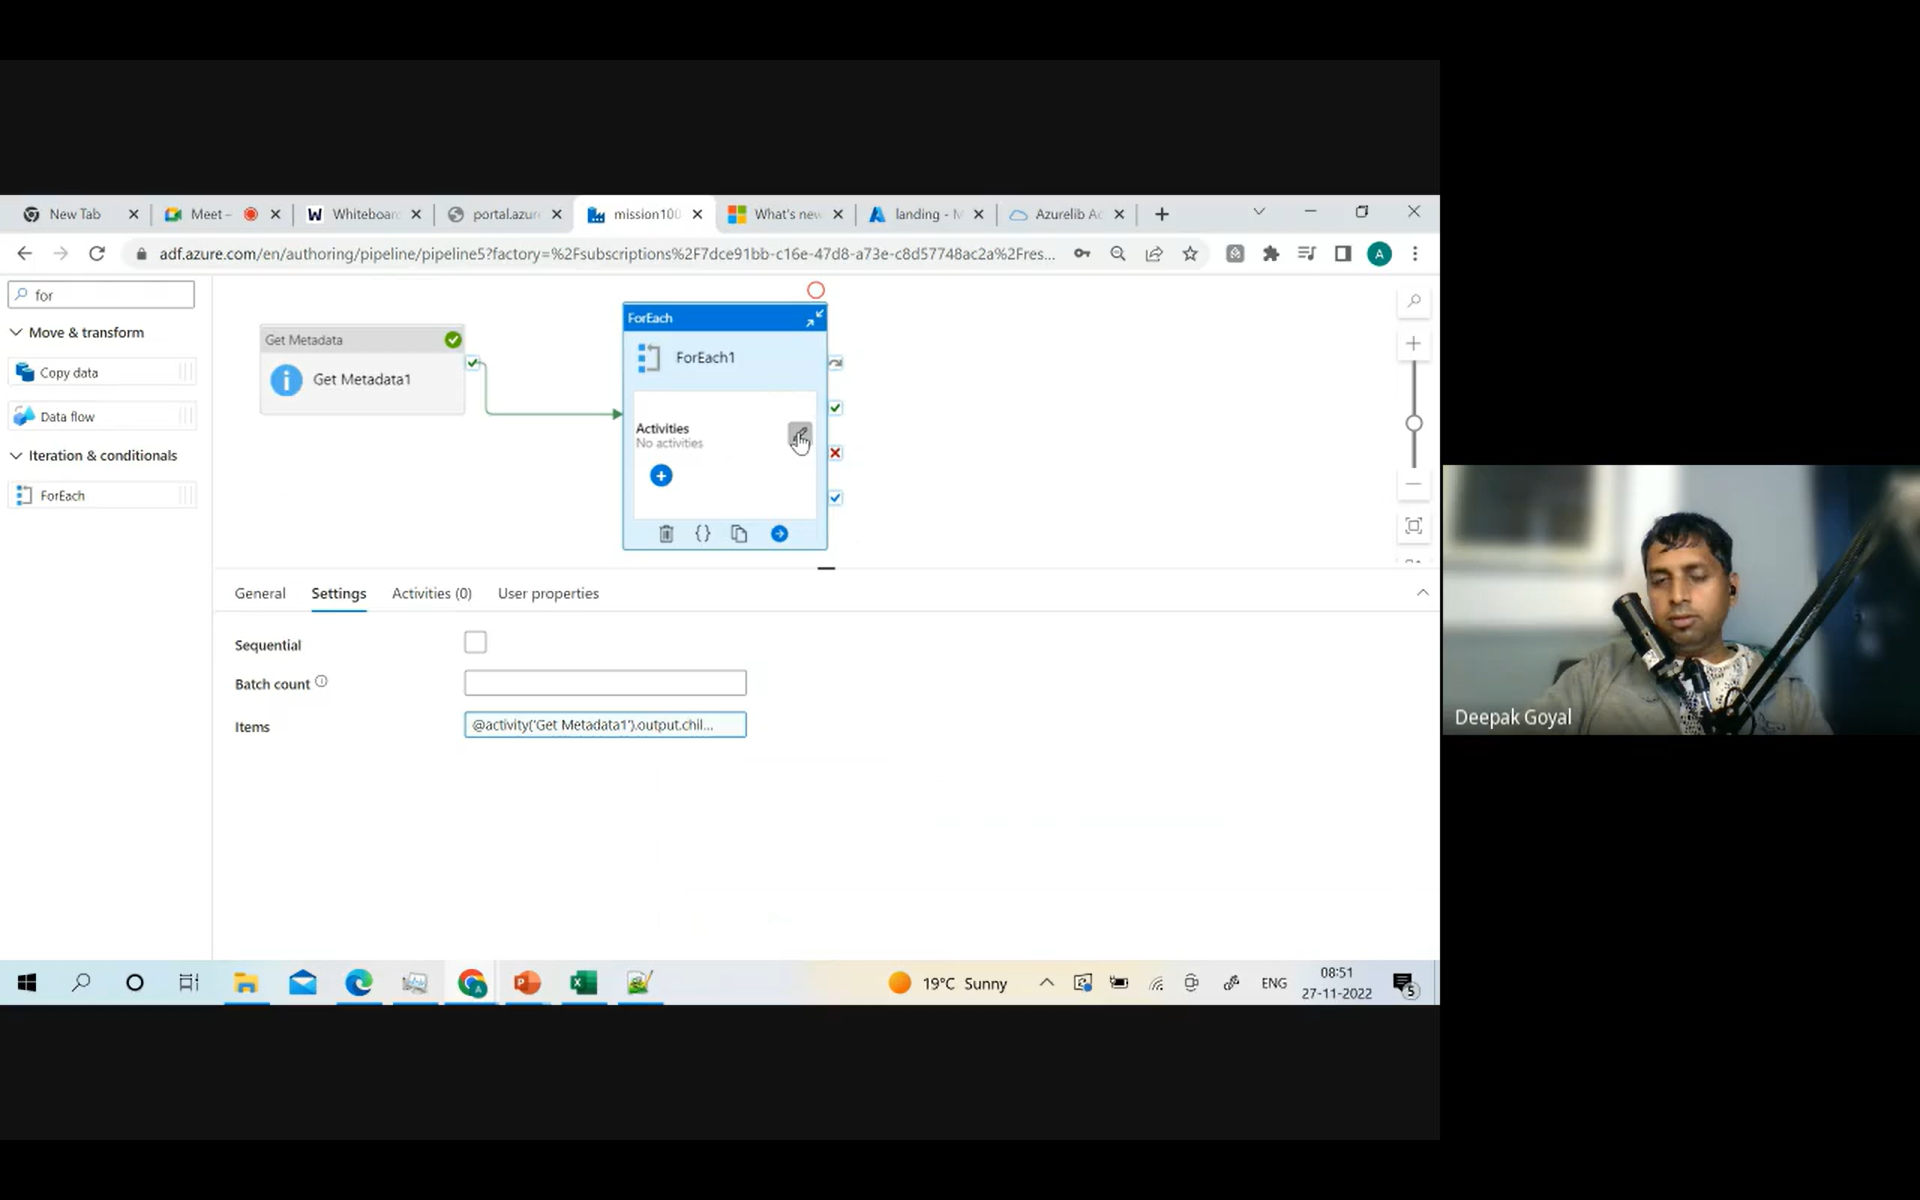 New Tab
Meet -
W Whiteboar
portal.azur
mission100
What's new
landing - M
Azurelib Ac
adf.azure.com/en/authoring/pipeline/pipeline5?factory=%2Fsubscriptions%2F7dce91bb-c16e-47d8-a73e-c8d57748ac2a%2Fres...
A
for
Move & transform
Copy data
Data flow
Iteration & conditionals
ForEach
Get Metadata
Get Metadata1
ForEach
ForEach1
Activities
No activities
General
Settings
Activities (0)
User properties
Sequential
Batch count
Items
@activity('Get Metadata1').output.chil...
Deepak Goyal
19°C Sunny
ENG
08:51
27-11-2022
5